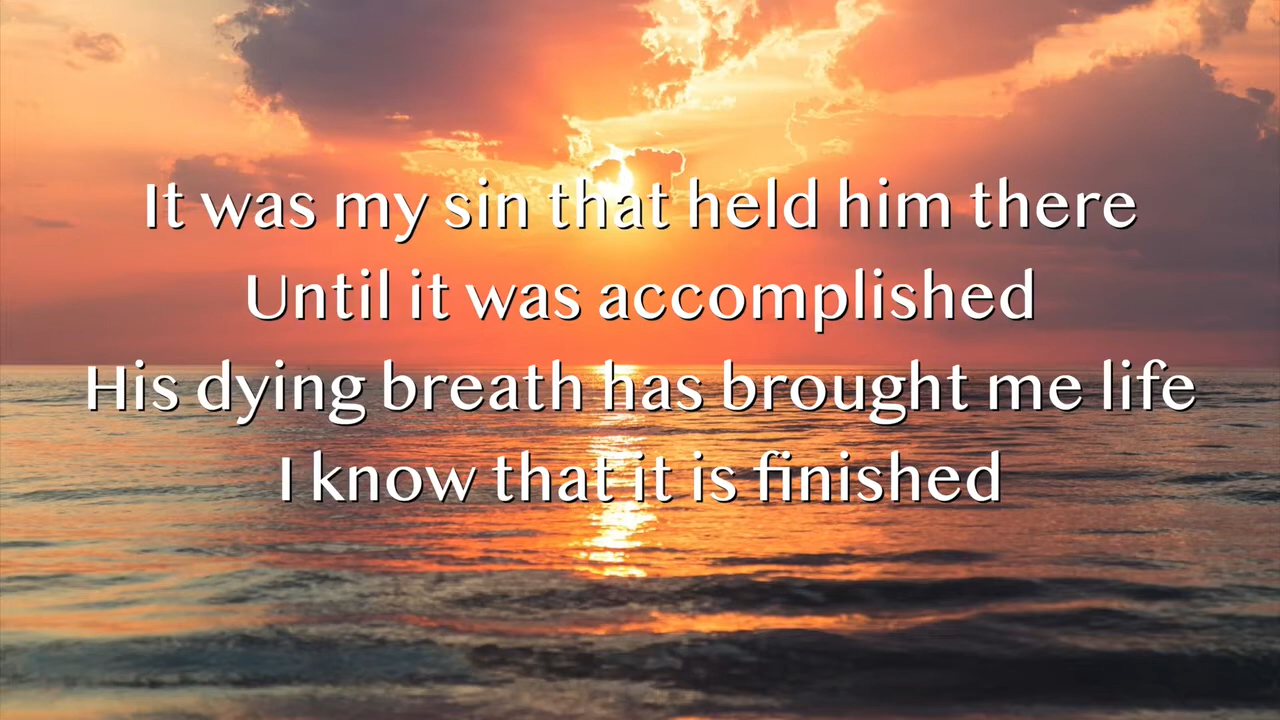 It was my sin that held him there
Until it was accomplished
His dying breath has brought me life
I know that it is finished